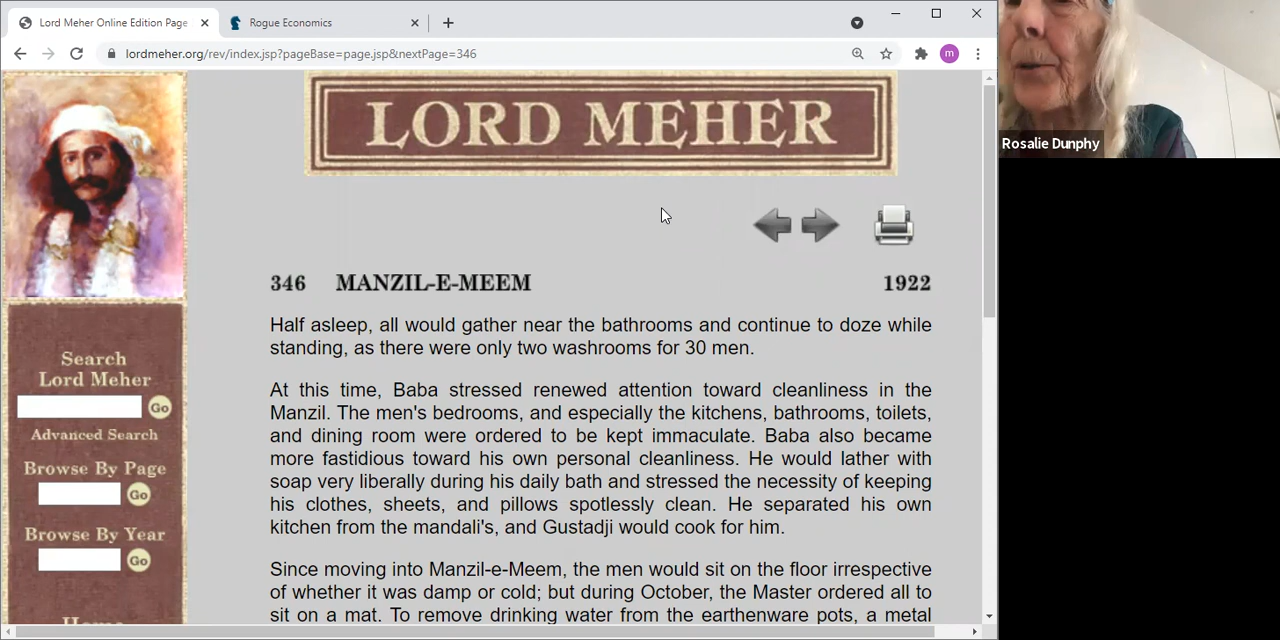 Lord Meher Online Edition Page
Rogue Economics
lordmeher.org/rev/index.jsp?pageBase=page.jsp&nextPage=346
m
Rosalie Dunphy
LORD MEHER
346 MANZIL-E-MEEM 1922
Half asleep, all would gather near the bathrooms and continue to doze while
standing, as there were only two washrooms for 30 men.
At this time, Baba stressed renewed attention toward cleanliness in the
Manzil. The men's bedrooms, and especially the kitchens, bathrooms, toilets,
and dining room were ordered to be kept immaculate. Baba also became
more fastidious toward his own personal cleanliness. He would lather with
soap very liberally during his daily bath and stressed the necessity of keeping
his clothes, sheets, and pillows spotlessly clean. He separated his own
kitchen from the mandali's, and Gustadji would cook for him.
Since moving into Manzil-e-Meem, the men would sit on the floor irrespective
of whether it was damp or cold; but during October, the Master ordered all to
sit on a mat. To remove drinking water from the earthenware pots, a metal
Search
Lord Meher
Go
Advanced Search
Browse By Page
Go
Browse By Year
Go
Home